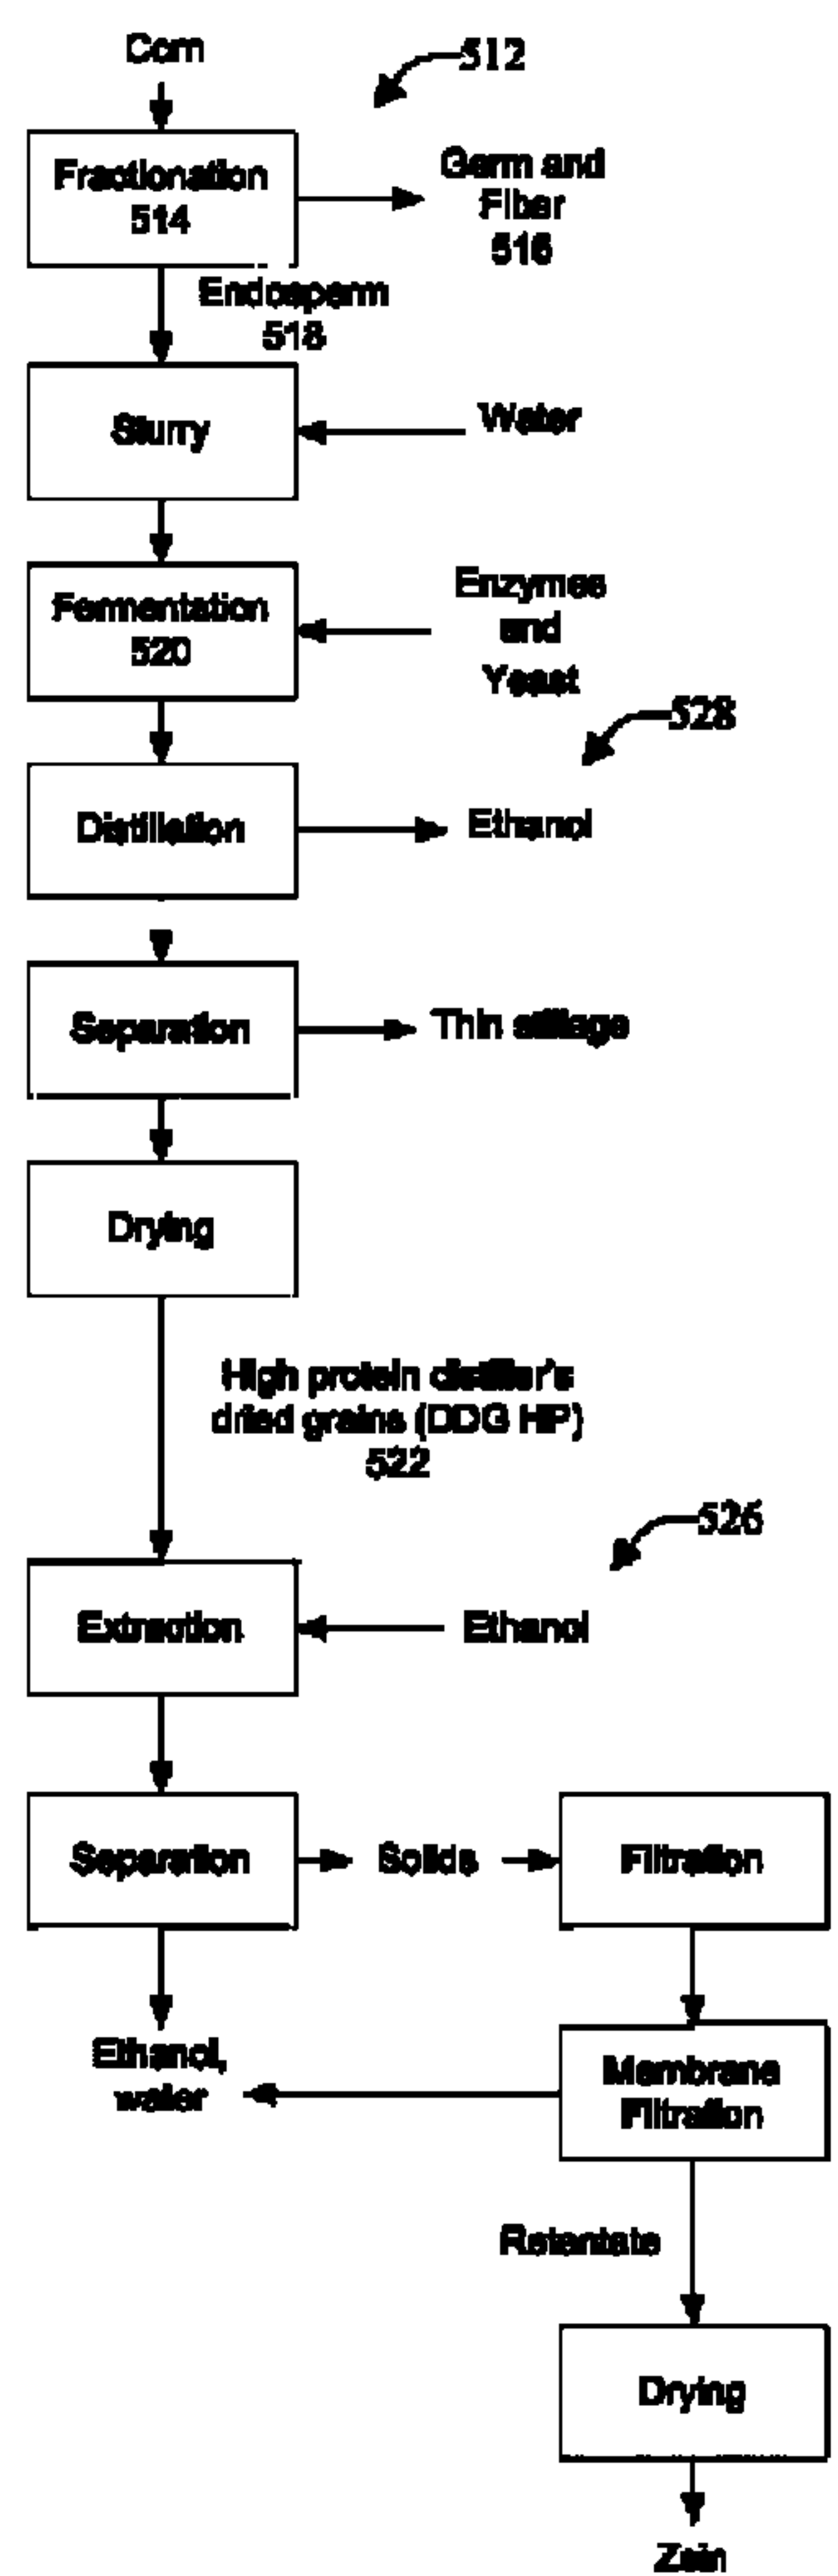 Corn
512
Fractionation
514
Germ and
Fiber
516
Endosperm
518
Slurry
Water
Fermentation
520
Enzymes
and
Yeast
528
Distillation
Ethanol
Separation
Thin stillage
Drying
High protein distiller's
dried grains (DDG HP)
522
526
Extraction
Ethanol
Separation
Solids
Filtration
Ethanol,
water
Membrane
Filtration
Retentate
Drying
Zein